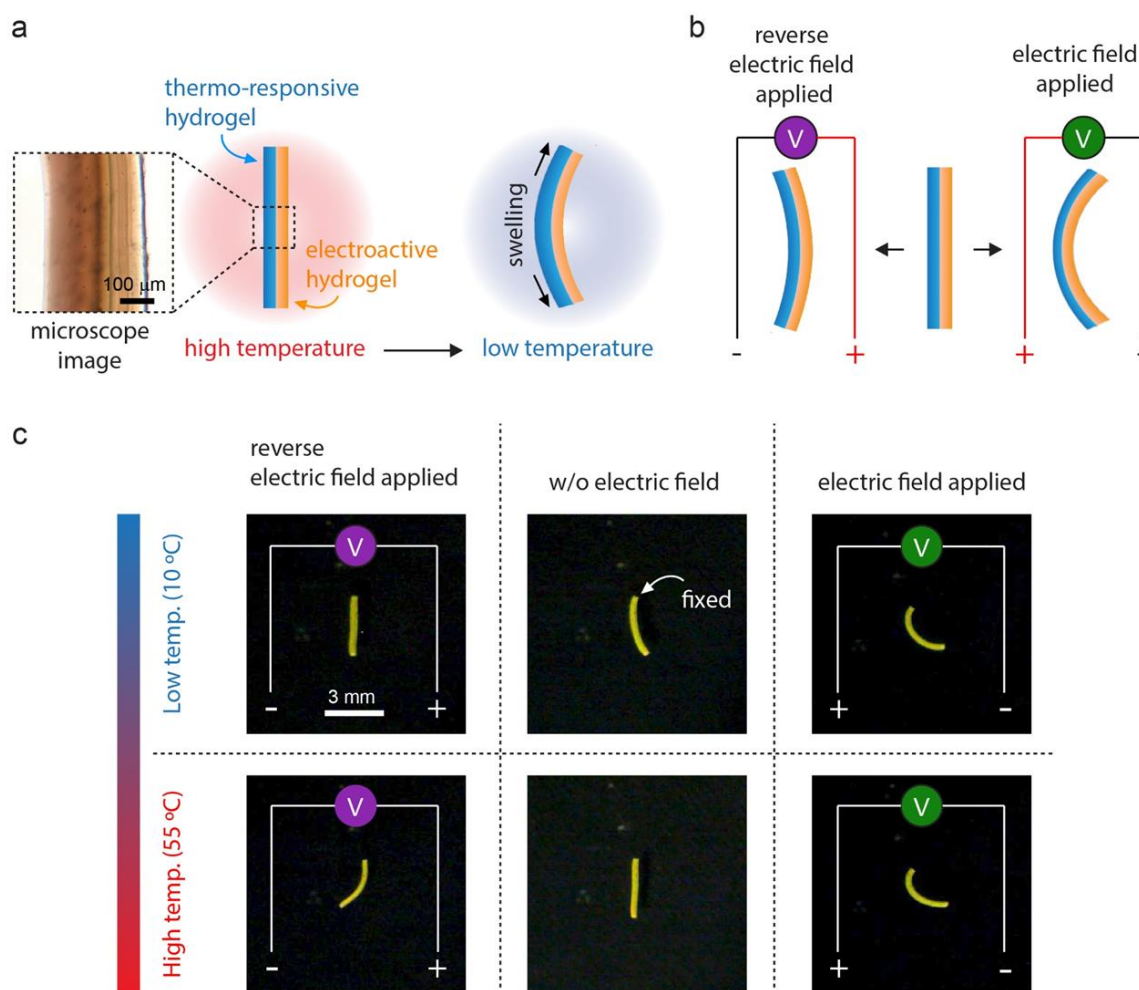 a
thermo-responsive
hydrogel
100 μm
microscope
image
electroactive
hydrogel
high temperature
swelling
low temperature
b
reverse
electric field
applied
V
-
+
electric field
applied
V
+
-
c
reverse
electric field applied
w/o electric field
electric field applied
Low temp. (10 ºC)
V
-
3 mm
+
fixed
V
+
-
High temp. (55 ºC)
V
-
+
V
+
-